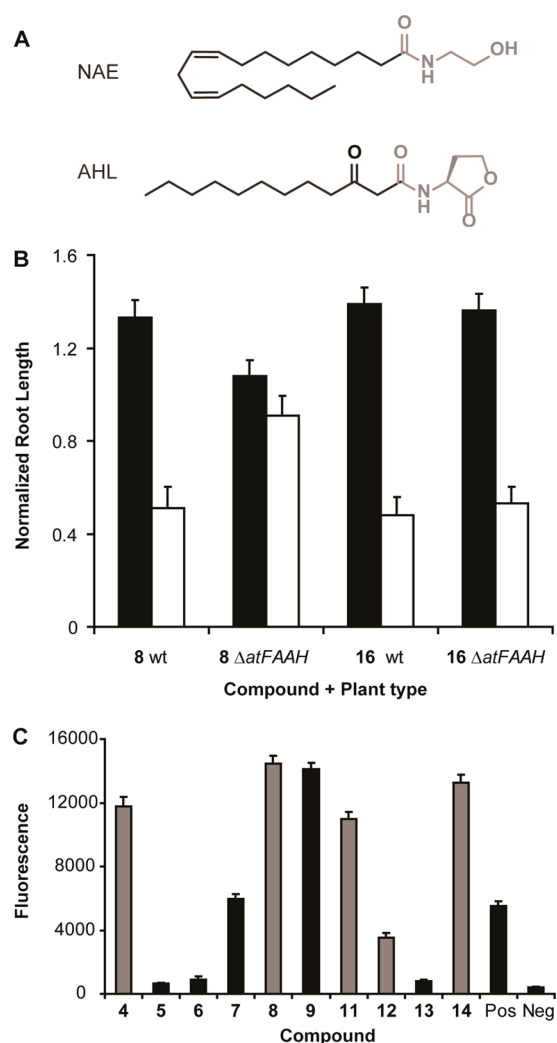 A
NAE
O
N
H
OH
AHL
O
O
N
H
O
O
B
1.6
1.2
0.8
0.4
0
Normalized Root Length
8 wt
8 ΔatFAAH
16 wt
16 ΔatFAAH
Compound + Plant type
C
16000
12000
8000
4000
0
Fluorescence
4 5 6 7 8 9 11 12 13 14 Pos Neg
Compound